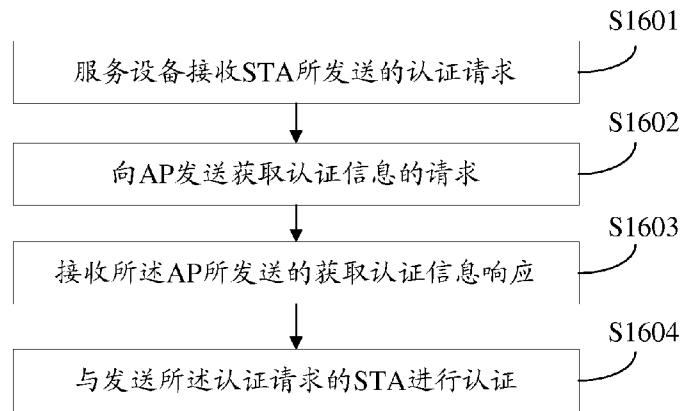 S1601
服务设备接收STA所发送的认证请求
S1602
向AP发送获取认证信息的请求
S1603
接收所述AP所发送的获取认证信息响应
S1604
与发送所述认证请求的STA进行认证